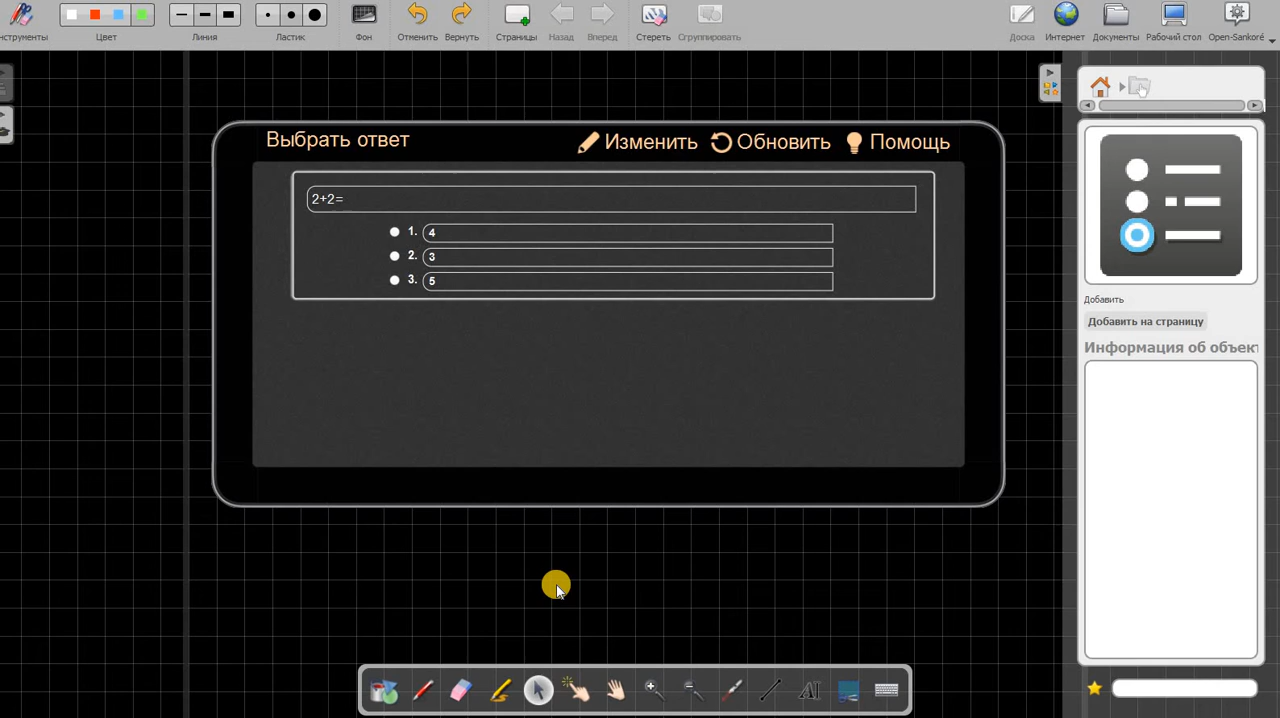 нструменты Цвет Линия Ластик Фон Отменить Вернуть Страницы Назад Вперед Стереть Сгруппировать Доска Интернет Документы Рабочий стол Open-Sankoré
Выбрать ответ Изменить Обновить Помощь
2+2=
1. 4
2. 3
3. 5
Добавить
Добавить на страницу
Информация об объект